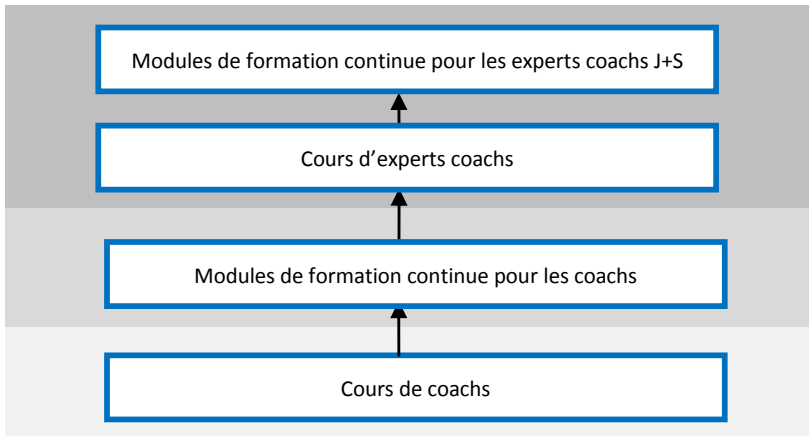 Modules de formation continue pour les experts coachs J+S
Cours d’experts coachs
Modules de formation continue pour les coachs
Cours de coachs